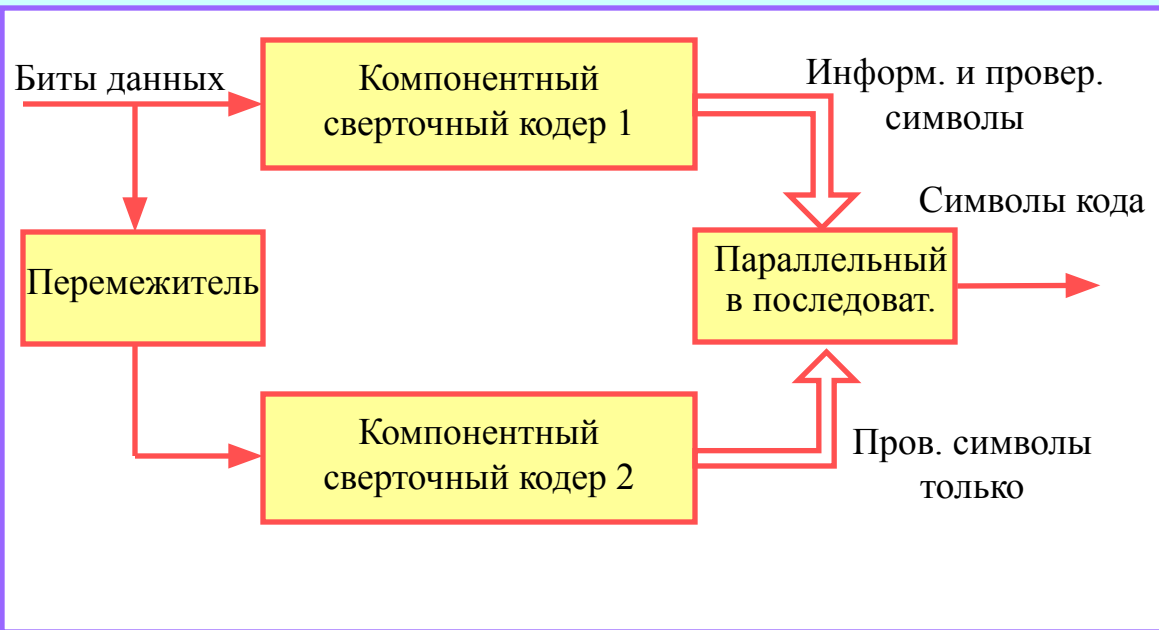 Биты данных
Компонентный
сверточный кодер 1
Информ. и провер.
символы
Символы кода
Перемежитель
Параллельный
в последоват.
Компонентный
сверточный кодер 2
Пров. символы
только